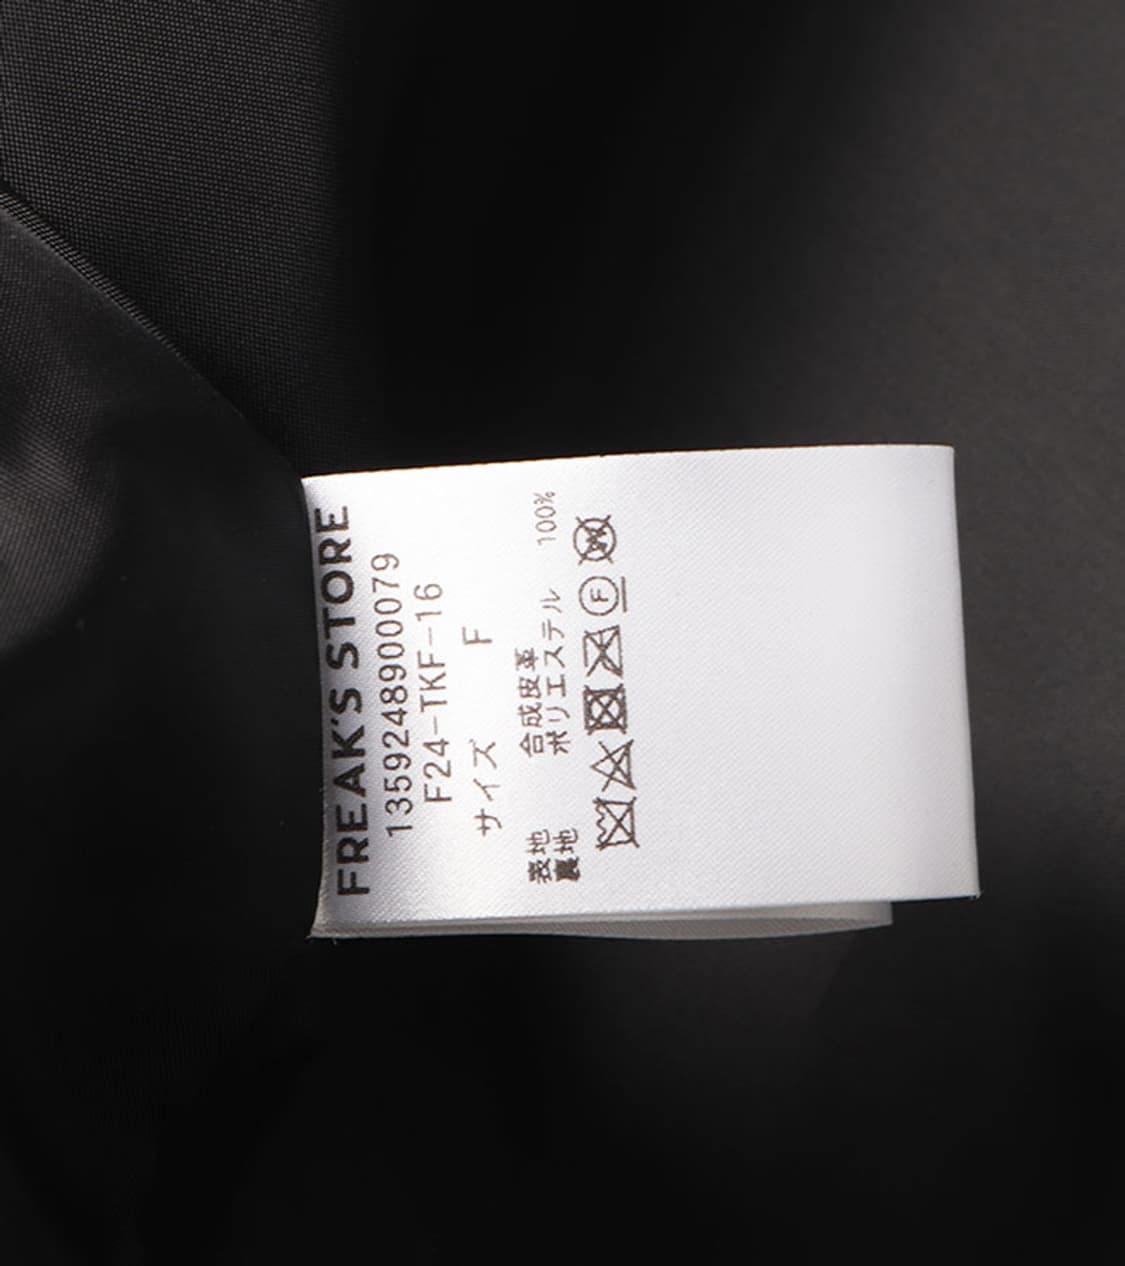 FREAK'S STORE
13592489000079
F24-TKF-16
サイズ F
表地 合成皮革
裏地 ポリエステル 100%